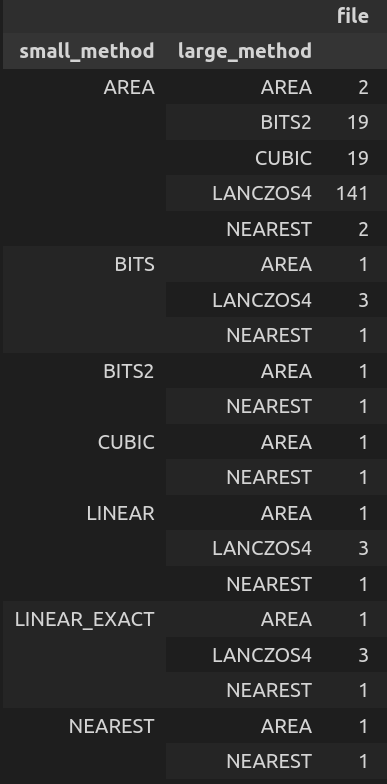 file
small_method large_method
AREA AREA 2
BITS2 19
CUBIC 19
LANCZOS4 141
NEAREST 2
BITS AREA 1
LANCZOS4 3
NEAREST 1
BITS2 AREA 1
NEAREST 1
CUBIC AREA 1
NEAREST 1
LINEAR AREA 1
LANCZOS4 3
NEAREST 1
LINEAR_EXACT AREA 1
LANCZOS4 3
NEAREST 1
NEAREST AREA 1
NEAREST 1